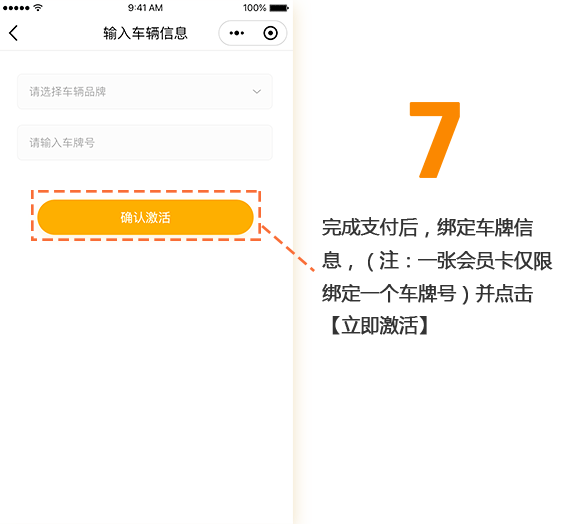 9:41 AM
100%
输入车辆信息
请选择车辆品牌
请输入车牌号
确认激活
7
完成支付后，绑定车牌信
息，（注：一张会员卡仅限
绑定一个车牌号）并点击
【立即激活】